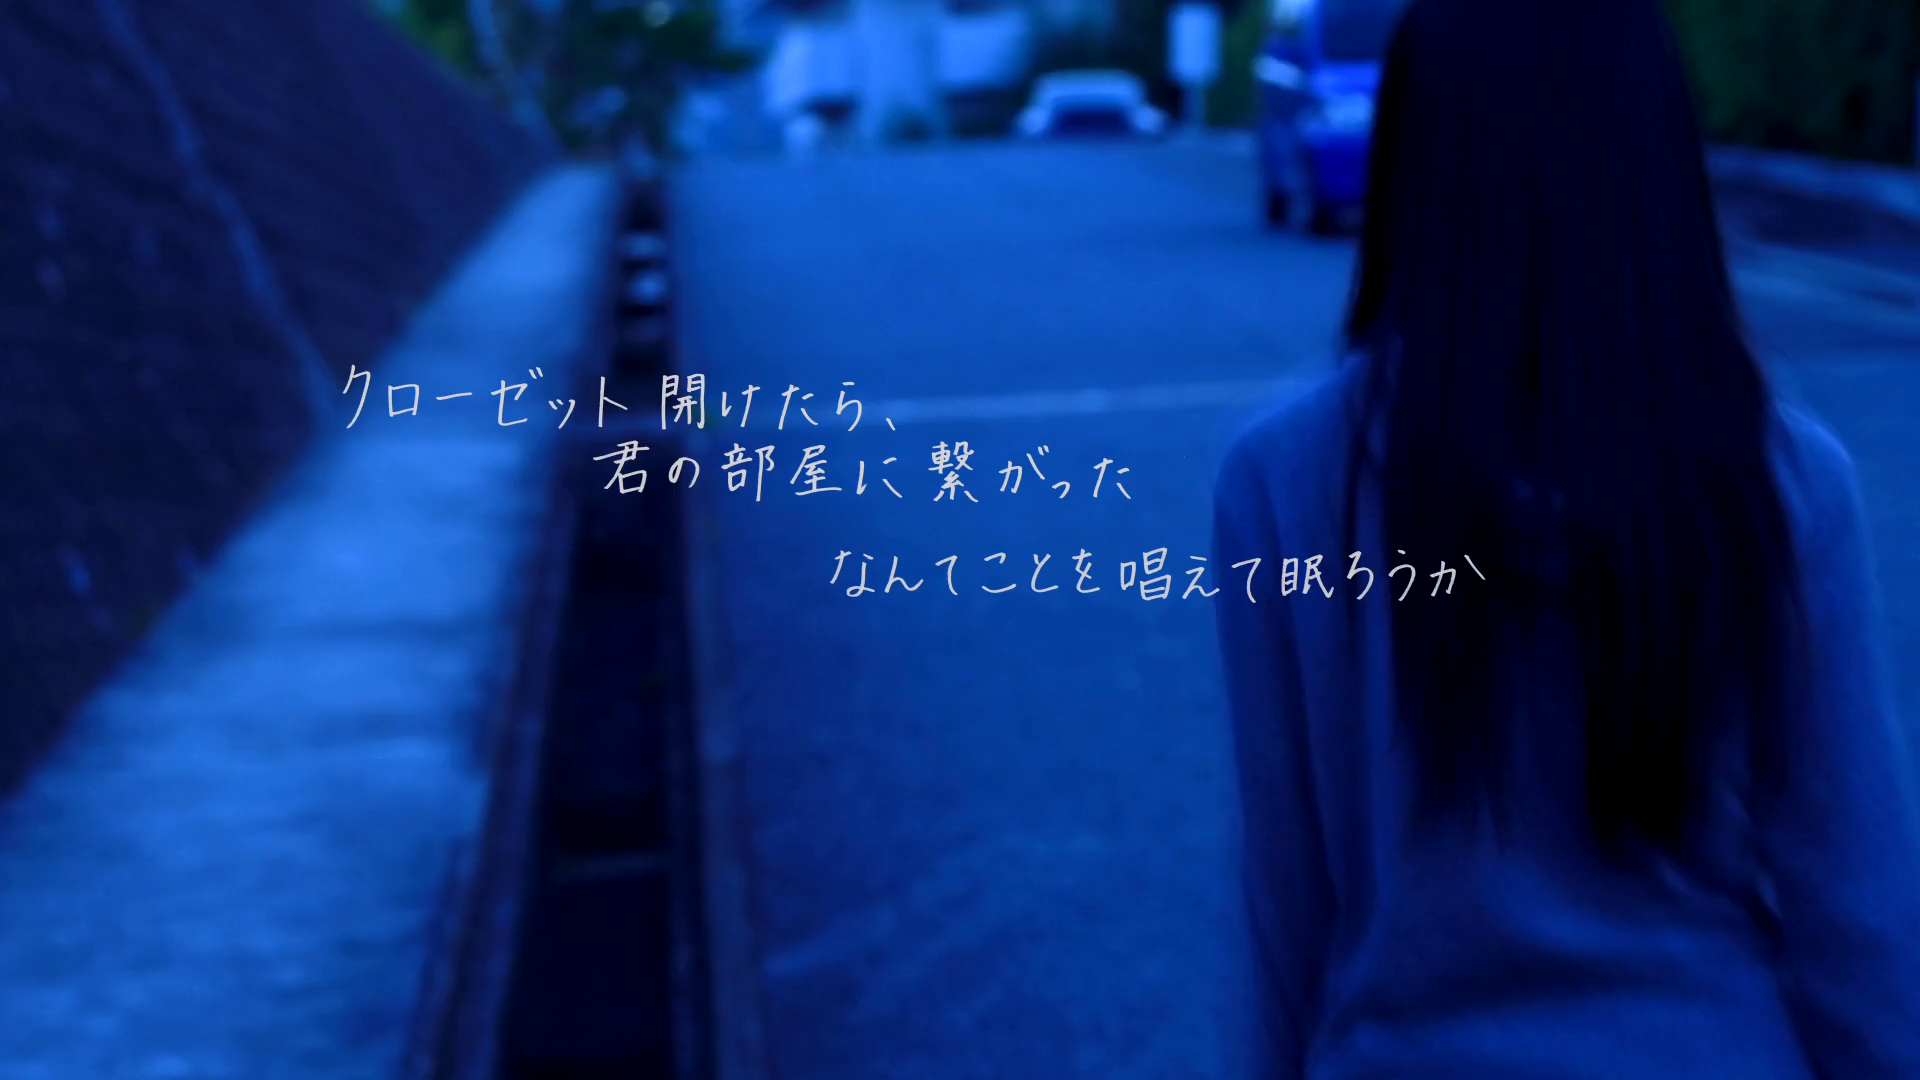 クローゼット開けたら、
君の部屋に繋がった
なんてことを唱えて眠ろうか